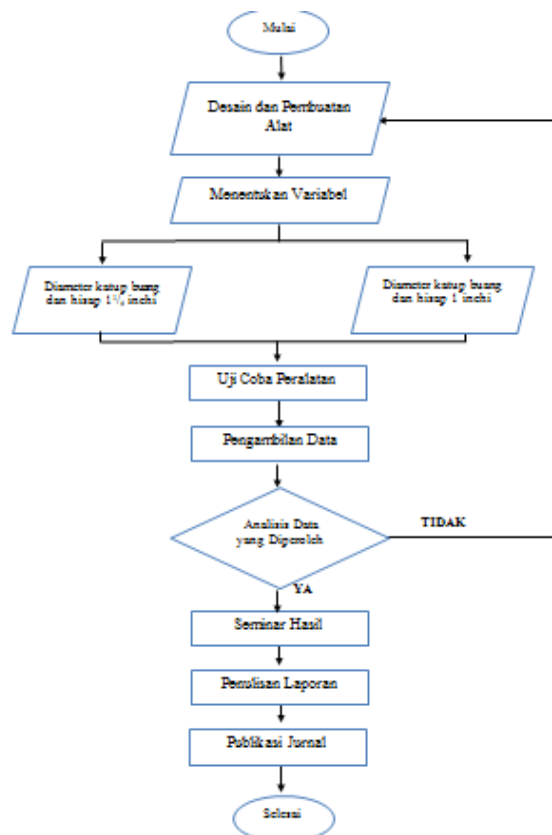 Mulai
Desain dan Pembuatan
Alat
Menentukan Variabel
Diameter katup buang
dan hisap 1 1/4 inchi
Diameter katup buang
dan hisap 1 inchi
Uji Coba Peralatan
Pengambilan Data
Analisis Data
yang Diperoleh
TIDAK
YA
Seminar Hasil
Penulisan Laporan
Publikasi Jurnal
Selesai